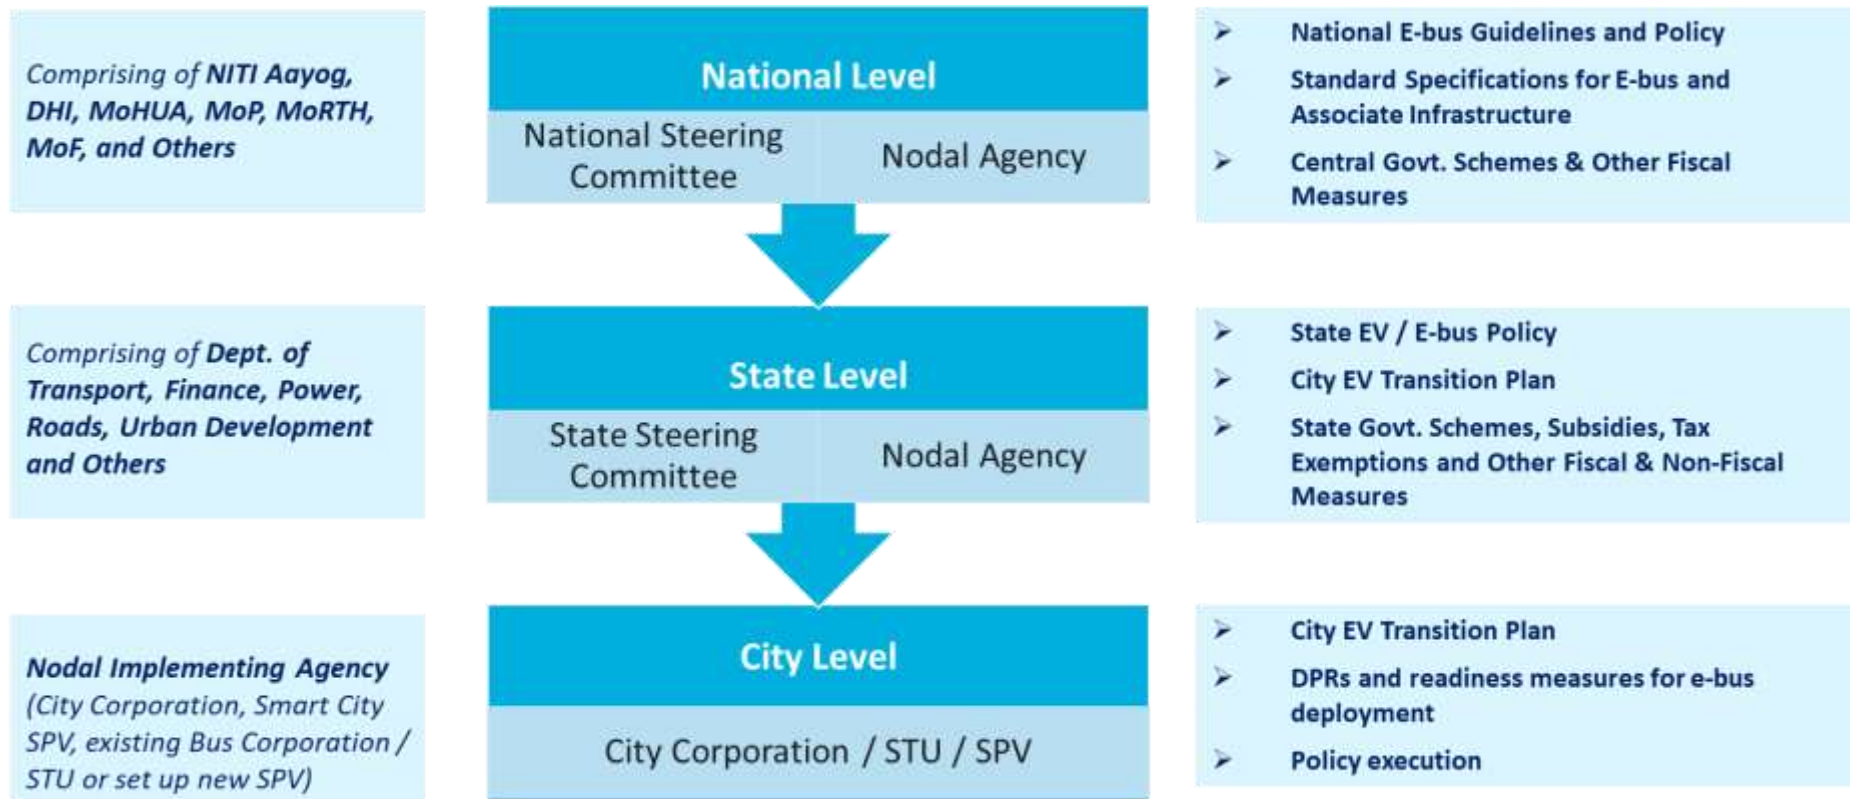 Comprising of NITI Aayog,
DHI, MoHUA, MoP, MoRTH,
MoF, and Others
National Level
National Steering
Committee
Nodal Agency
➢ National E-bus Guidelines and Policy
➢ Standard Specifications for E-bus and
Associate Infrastructure
➢ Central Govt. Schemes & Other Fiscal
Measures
Comprising of Dept. of
Transport, Finance, Power,
Roads, Urban Development
and Others
State Level
State Steering
Committee
Nodal Agency
➢ State EV / E-bus Policy
➢ City EV Transition Plan
➢ State Govt. Schemes, Subsidies, Tax
Exemptions and Other Fiscal & Non-Fiscal
Measures
Nodal Implementing Agency
(City Corporation, Smart City
SPV, existing Bus Corporation /
STU or set up new SPV)
City Level
City Corporation / STU / SPV
➢ City EV Transition Plan
➢ DPRs and readiness measures for e-bus
deployment
➢ Policy execution